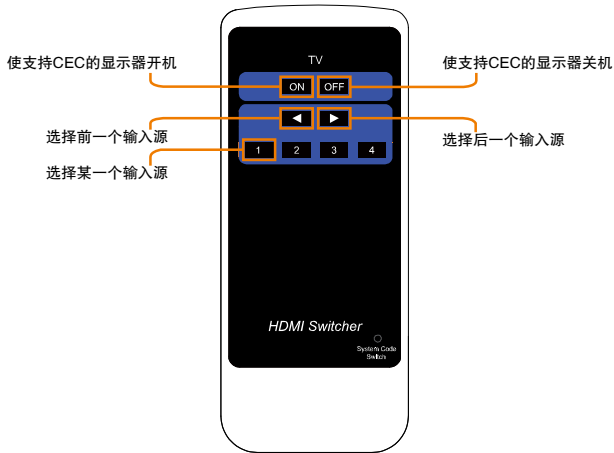 TV
使支持CEC的显示器开机
使支持CEC的显示器关机
ON OFF
◀ ▶
选择前一个输入源
选择后一个输入源
选择某一个输入源
1 2 3 4
HDMI Switcher
System Code
Switch